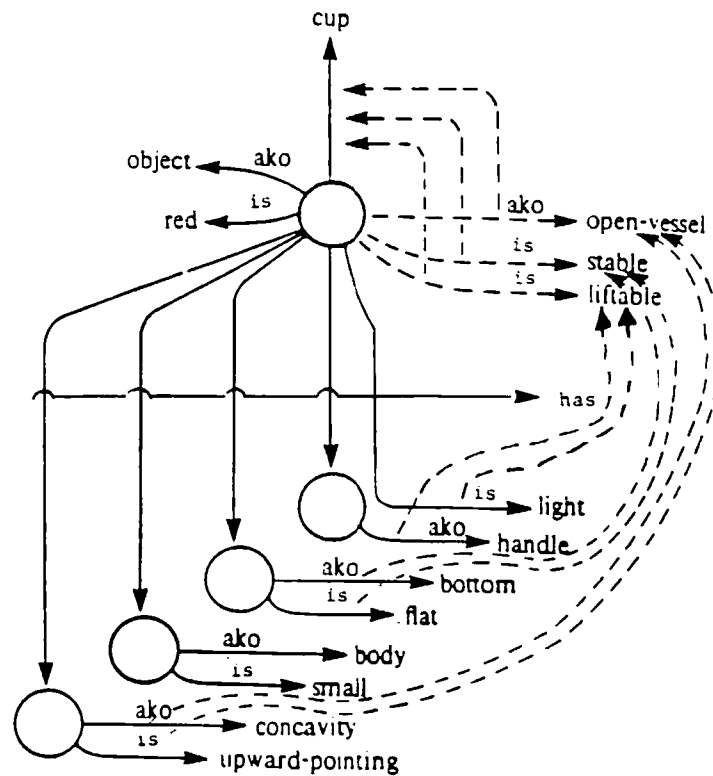 cup
object ako
red is
ako open-vessel
is stable
is liftable
has
is light
ako handle
ako bottom
is flat
ako body
is small
ako concavity
is upward-pointing